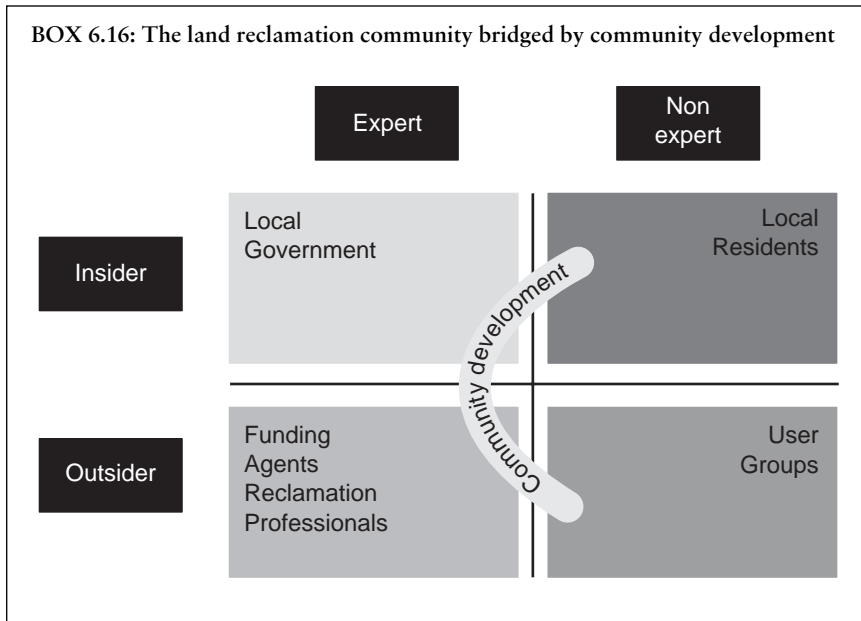 BOX 6.16: The land reclamation community bridged by community development
Expert
Non
expert
Insider
Local
Government
Local
Residents
Community development
Outsider
Funding
Agents
Reclamation
Professionals
User
Groups